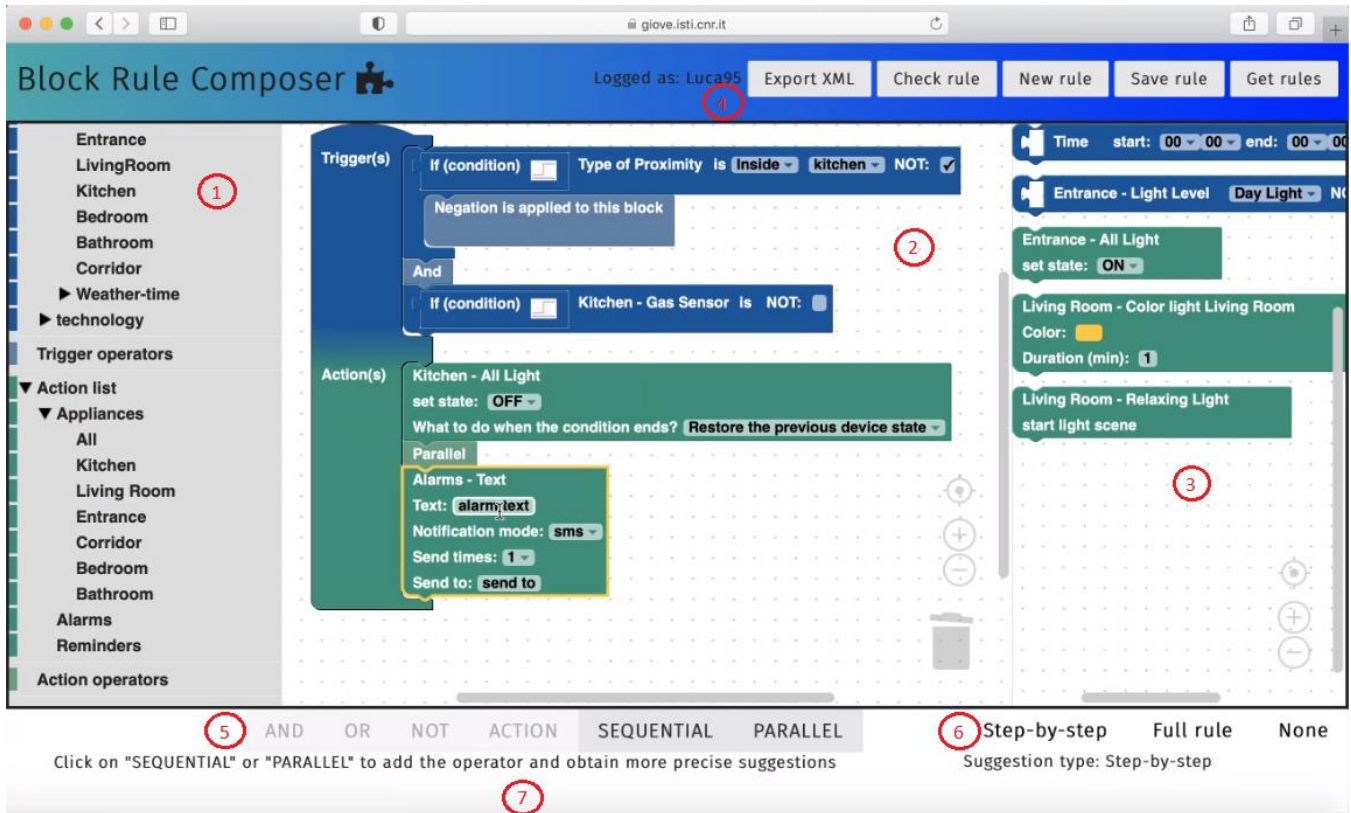 giove.isti.cnr.it
Block Rule Composer
Logged as: Luca95
Export XML
Check rule
New rule
Save rule
Get rules
4
Entrance
LivingRoom
Kitchen
Bedroom
Bathroom
Corridor
Weather-time
technology
Trigger operators
Action list
Appliances
All
Kitchen
Living Room
Entrance
Corridor
Bedroom
Bathroom
Alarms
Reminders
Action operators
1
Trigger(s)
If (condition) Type of Proximity is Inside kitchen NOT:
Negation is applied to this block
And
If (condition) Kitchen - Gas Sensor is NOT:
2
Action(s)
Kitchen - All Light
set state: OFF
What to do when the condition ends? Restore the previous device state
Parallel
Alarms - Text
Text: alarm text
Notification mode: sms
Send times: 1
Send to: send to
Time start: 00 00 end: 00 00
Entrance - Light Level Day Light
Entrance - All Light
set state: ON
Living Room - Color light Living Room
Color:
Duration (min): 1
Living Room - Relaxing Light
start light scene
3
5 AND OR NOT ACTION SEQUENTIAL PARALLEL
6 Step-by-step Full rule None
Click on "SEQUENTIAL" or "PARALLEL" to add the operator and obtain more precise suggestions
Suggestion type: Step-by-step
7